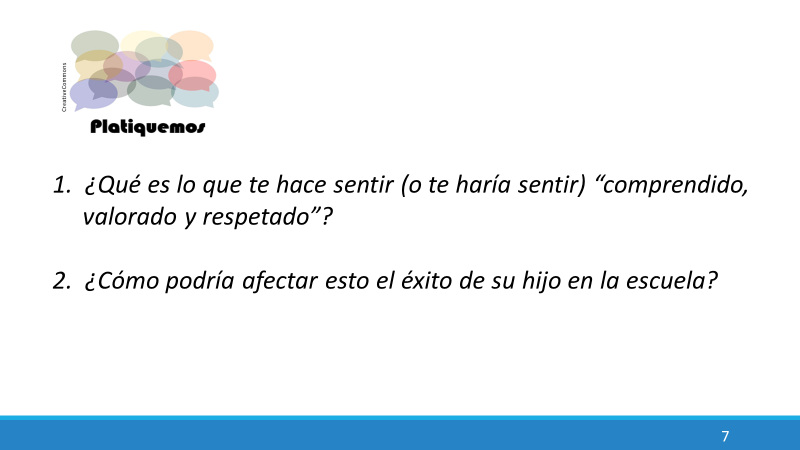 CreativeCommons
Platiquemos
1. ¿Qué es lo que te hace sentir (o te haría sentir) “comprendido,
valorado y respetado”?
2. ¿Cómo podría afectar esto el éxito de su hijo en la escuela?
7